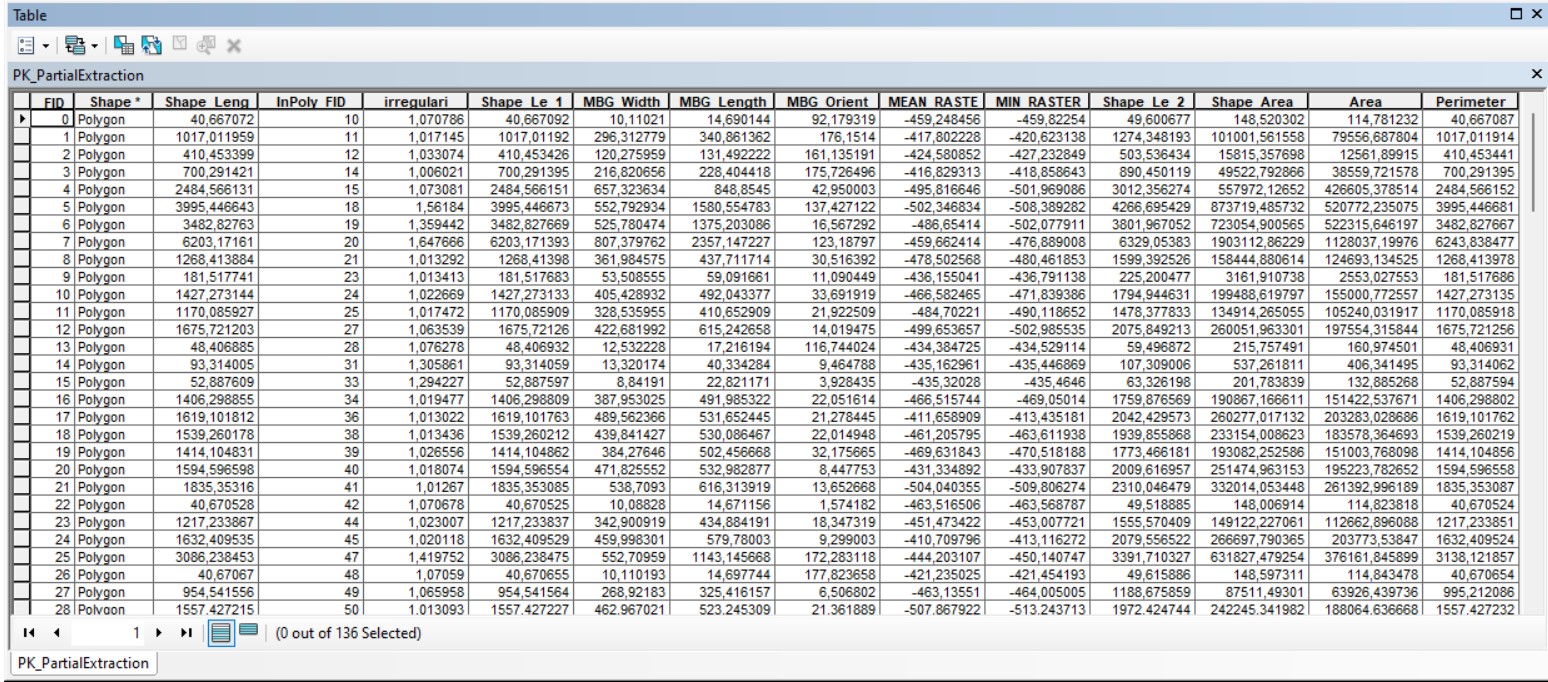 Table
PK_PartialExtraction
FID Shape * Shape_Leng InPoly_FID irregulari Shape_Le_1 MBG_Width MBG_Length MBG_Orient MEAN_RASTE MIN_RASTER Shape_Le_2 Shape_Area Area Perimeter
0 Polygon 40,667072 10 1,070786 40,667092 10,11021 14,690144 92,179319 -459,248456 -459,82254 49,600677 148,520302 114,781232 40,667087
1 Polygon 1017,011959 11 1,017145 1017,01192 296,312779 340,861362 176,1514 -417,802228 -420,623138 1274,348193 101001,561558 79556,687804 1017,011914
2 Polygon 410,453399 12 1,033074 410,453426 120,275959 131,492222 161,135191 -424,580852 -427,232849 503,536434 15815,357698 12561,89915 410,453441
3 Polygon 700,291421 14 1,006021 700,291395 216,820656 228,404418 175,726496 -416,829313 -418,858643 890,450119 49522,792866 38559,721578 700,291395
4 Polygon 2484,566131 15 1,073081 2484,566151 657,323634 848,8545 42,950003 -495,816646 -501,969086 3012,356274 557972,12652 426605,378514 2484,566152
5 Polygon 3995,446643 18 1,56184 3995,446673 552,792934 1580,554783 137,427122 -502,346834 -508,389282 4266,695429 873719,485732 520772,235075 3995,446681
6 Polygon 3482,82763 19 1,359442 3482,827669 525,780474 1375,203086 16,567292 -486,65414 -502,077911 3801,967052 723054,900565 522315,646197 3482,827667
7 Polygon 6203,17161 20 1,647666 6203,171393 807,379762 2357,147227 123,18797 -459,662414 -476,889008 6329,05383 1903112,86229 1128037,19976 6243,838477
8 Polygon 1268,413884 21 1,013292 1268,41398 361,984575 437,711714 30,516392 -478,502568 -480,461853 1599,392526 158444,880614 124693,134525 1268,413978
9 Polygon 181,517741 23 1,013413 181,517683 53,508555 59,091661 11,090449 -436,155041 -436,791138 225,200477 3161,910738 2553,027553 181,517686
10 Polygon 1427,273144 24 1,022669 1427,273133 405,428932 492,043377 33,691919 -466,582465 -471,839386 1794,944631 199488,619797 155000,772557 1427,273135
11 Polygon 1170,085927 25 1,017472 1170,085909 328,535955 410,652909 21,922509 -484,70221 -490,118652 1478,377833 134914,265055 105240,031917 1170,085918
12 Polygon 1675,721203 27 1,063539 1675,72126 422,681992 615,242658 14,019475 -499,653657 -502,985535 2075,849213 260051,963301 197554,315844 1675,721256
13 Polygon 48,406885 28 1,076278 48,406932 12,532228 17,216194 116,744024 -434,384725 -434,529114 59,496872 215,757491 160,974501 48,406931
14 Polygon 93,314005 31 1,305861 93,314059 13,320174 40,334284 9,464788 -435,162961 -435,446869 107,309006 537,261811 406,341495 93,314062
15 Polygon 52,887609 33 1,294227 52,887597 8,84191 22,821171 3,928435 -435,32028 -435,4646 63,326198 201,783839 132,885268 52,887594
16 Polygon 1406,298855 34 1,019477 1406,298809 387,953025 491,985322 22,051614 -466,515744 -469,05014 1759,876569 190867,166611 151422,537671 1406,298802
17 Polygon 1619,101812 36 1,013022 1619,101763 489,562366 531,652445 21,278445 -411,658909 -413,435181 2042,429573 260277,017132 203283,028686 1619,101762
18 Polygon 1539,260178 38 1,013436 1539,260212 439,841427 530,086467 22,014948 -461,205795 -463,611938 1939,855868 233154,008623 183578,364693 1539,260219
19 Polygon 1414,104831 39 1,026556 1414,104862 384,27646 502,456668 32,175665 -469,631843 -470,518188 1773,466181 193082,252586 151003,768098 1414,104856
20 Polygon 1594,596598 40 1,018074 1594,596554 471,825552 532,982877 8,447753 -431,334892 -433,907837 2009,616957 251474,963153 195223,782652 1594,596558
21 Polygon 1835,35316 41 1,01267 1835,353085 538,7093 616,313919 13,652668 -504,040355 -509,806274 2310,046479 332014,053448 261392,996189 1835,353087
22 Polygon 40,670528 42 1,070678 40,670525 10,08828 14,671156 1,574182 -463,516506 -463,568787 49,518885 148,006914 114,823818 40,670524
23 Polygon 1217,233867 44 1,023007 1217,233837 342,900919 434,884191 18,347319 -451,473422 -453,007721 1555,570409 149122,227061 112662,896088 1217,233851
24 Polygon 1632,409535 45 1,020118 1632,409529 459,998301 579,78003 9,299003 -410,709796 -413,116272 2079,556522 266697,790365 203773,53847 1632,409524
25 Polygon 3086,238453 47 1,419752 3086,238475 552,70959 1143,145668 172,283118 -444,203107 -450,140747 3391,710327 631827,479254 376161,845899 3138,121857
26 Polygon 40,67067 48 1,07059 40,670655 10,110193 14,697744 177,823658 -421,235025 -421,454193 49,615886 148,597311 114,843478 40,670654
27 Polygon 954,541556 49 1,065958 954,541564 268,92183 325,416157 6,506802 -463,13551 -464,005005 1188,675859 87511,49301 63926,439736 995,212086
28 Polygon 1557,427215 50 1,013093 1557,427227 462,967021 523,245309 21,361889 -507,867922 -513,243713 1972,424744 242245,341982 188064,636668 1557,427232
1 (0 out of 136 Selected)
PK_PartialExtraction